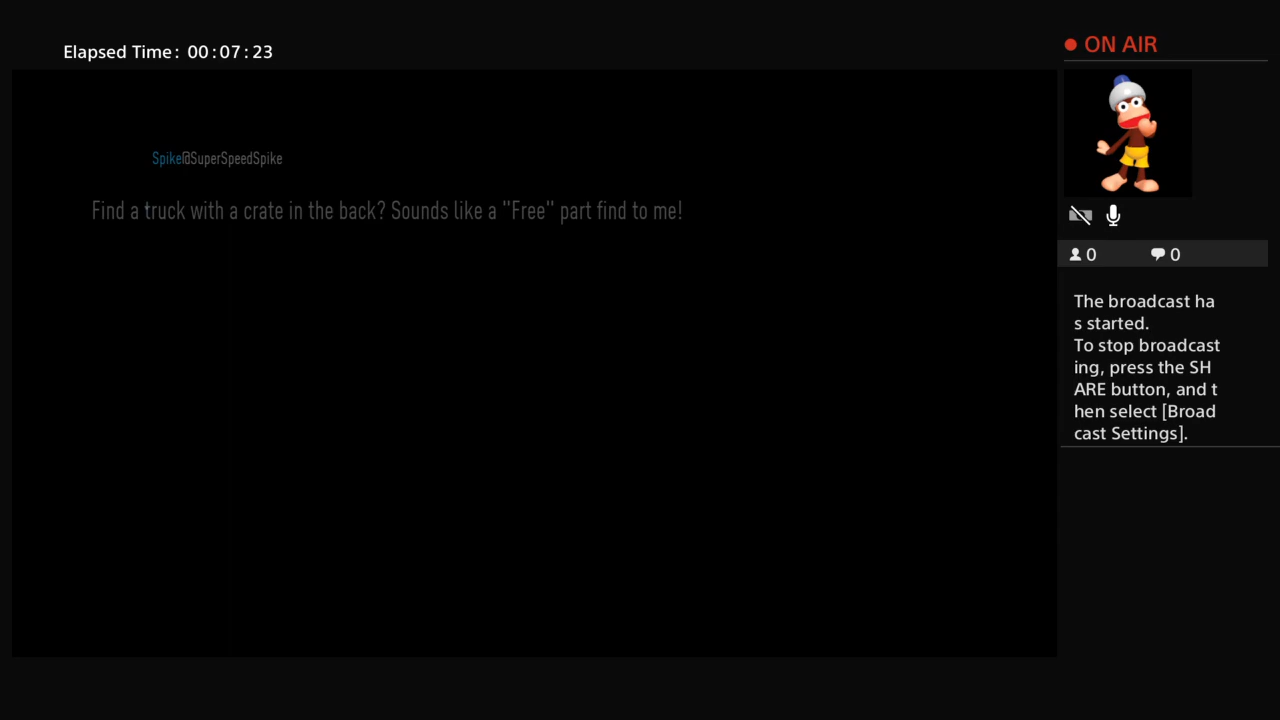 Elapsed Time: 00:07:23
ON AIR
Spike@SuperSpeedSpike
Find a truck with a crate in the back? Sounds like a "Free" part find to me!
0 0
The broadcast ha
s started.
To stop broadcast
ing, press the SH
ARE button, and t
hen select [Broad
cast Settings].